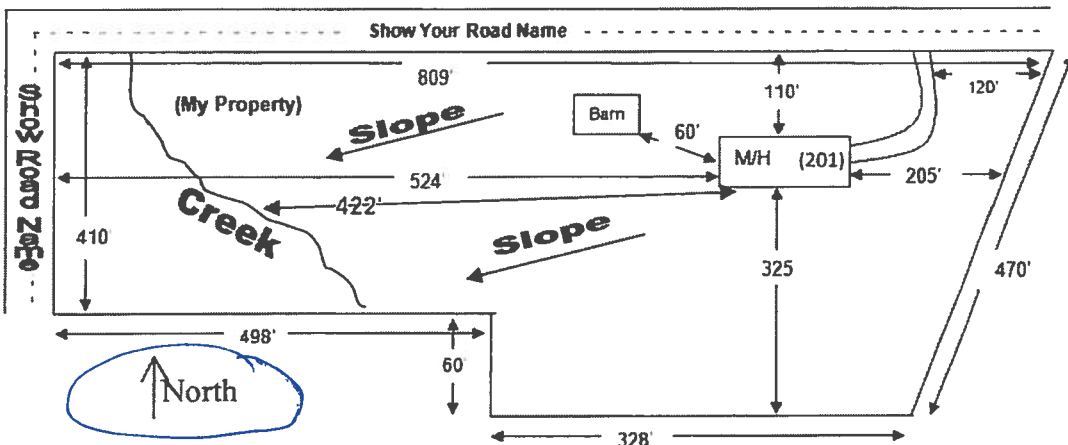 Show Your Road Name
Show Road Name
809'
(My Property)
Slope
Barn
110'
120'
60'
M/H (201)
524'
205'
422'
Creek
410'
Slope
325
470'
498'
60'
North
328'